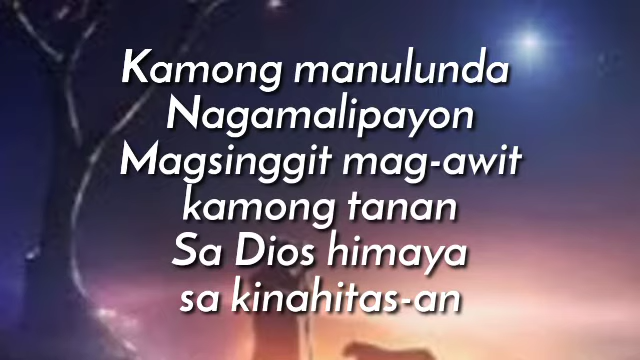 Kamong manulunda
Nagamalipayon
Magsinggit mag-awit
kamong tanan
Sa Dios himaya
sa kinahitas-an